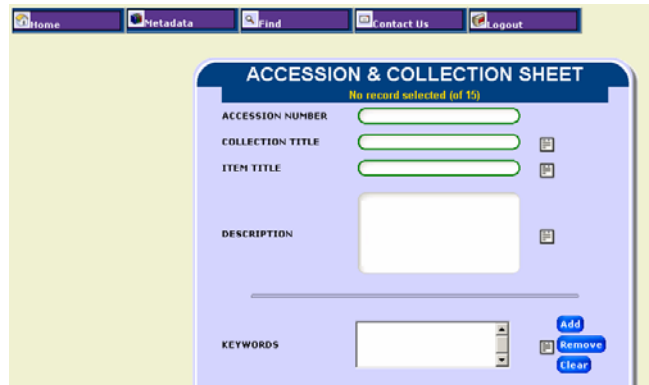 Home Metadata Find Contact Us Logout
ACCESSION & COLLECTION SHEET
No record selected (of 15)
ACCESSION NUMBER
COLLECTION TITLE
ITEM TITLE
DESCRIPTION
Add
KEYWORDS Remove
Clear